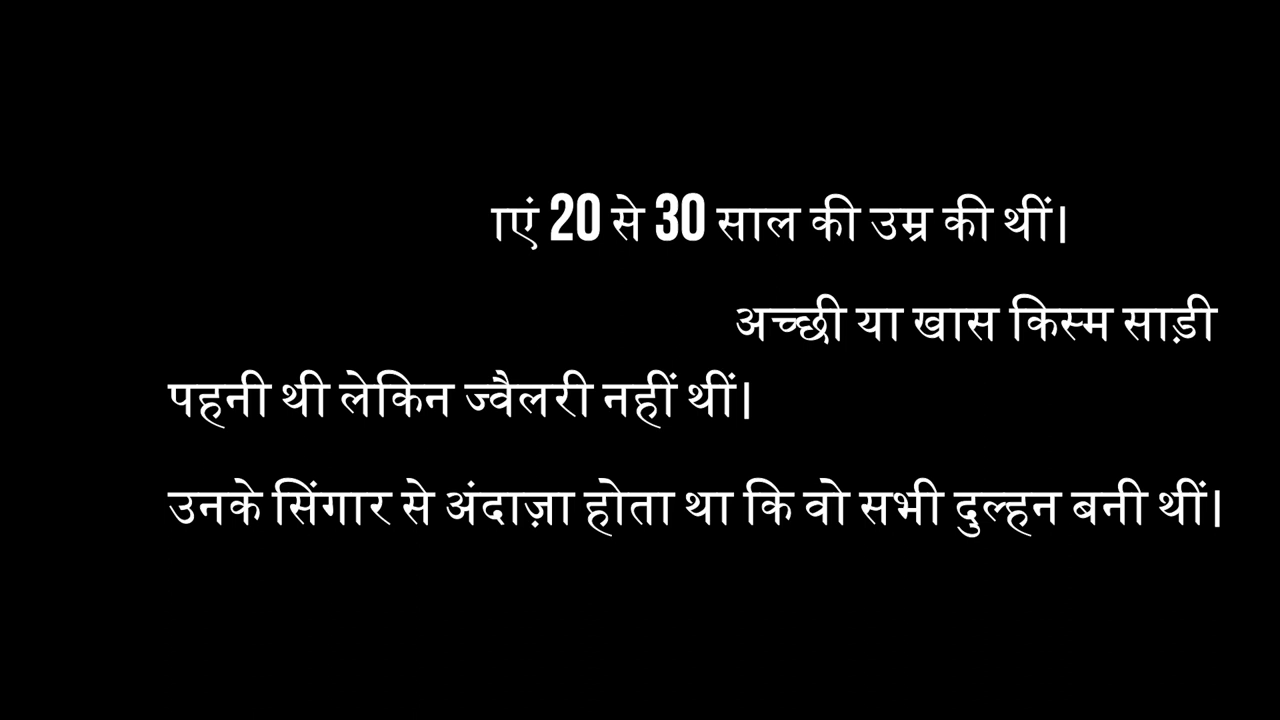 ाएं 20 से 30 साल की उम्र की थीं।
अच्छी या खास किस्म साड़ी
पहनी थी लेकिन ज्वैलरी नहीं थीं।
उनके सिंगार से अंदाज़ा होता था कि वो सभी दुल्हन बनी थीं।